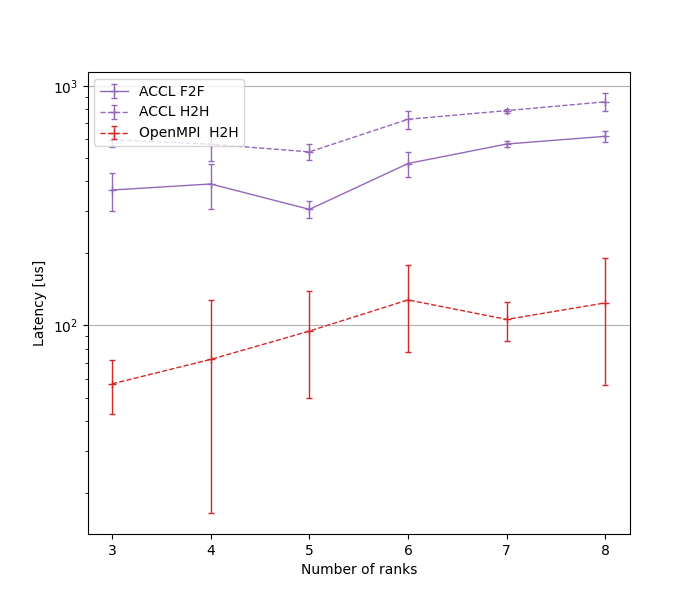 10³
ACCL F2F
ACCL H2H
OpenMPI  H2H
Latency [us]
10²
3 4 5 6 7 8
Number of ranks